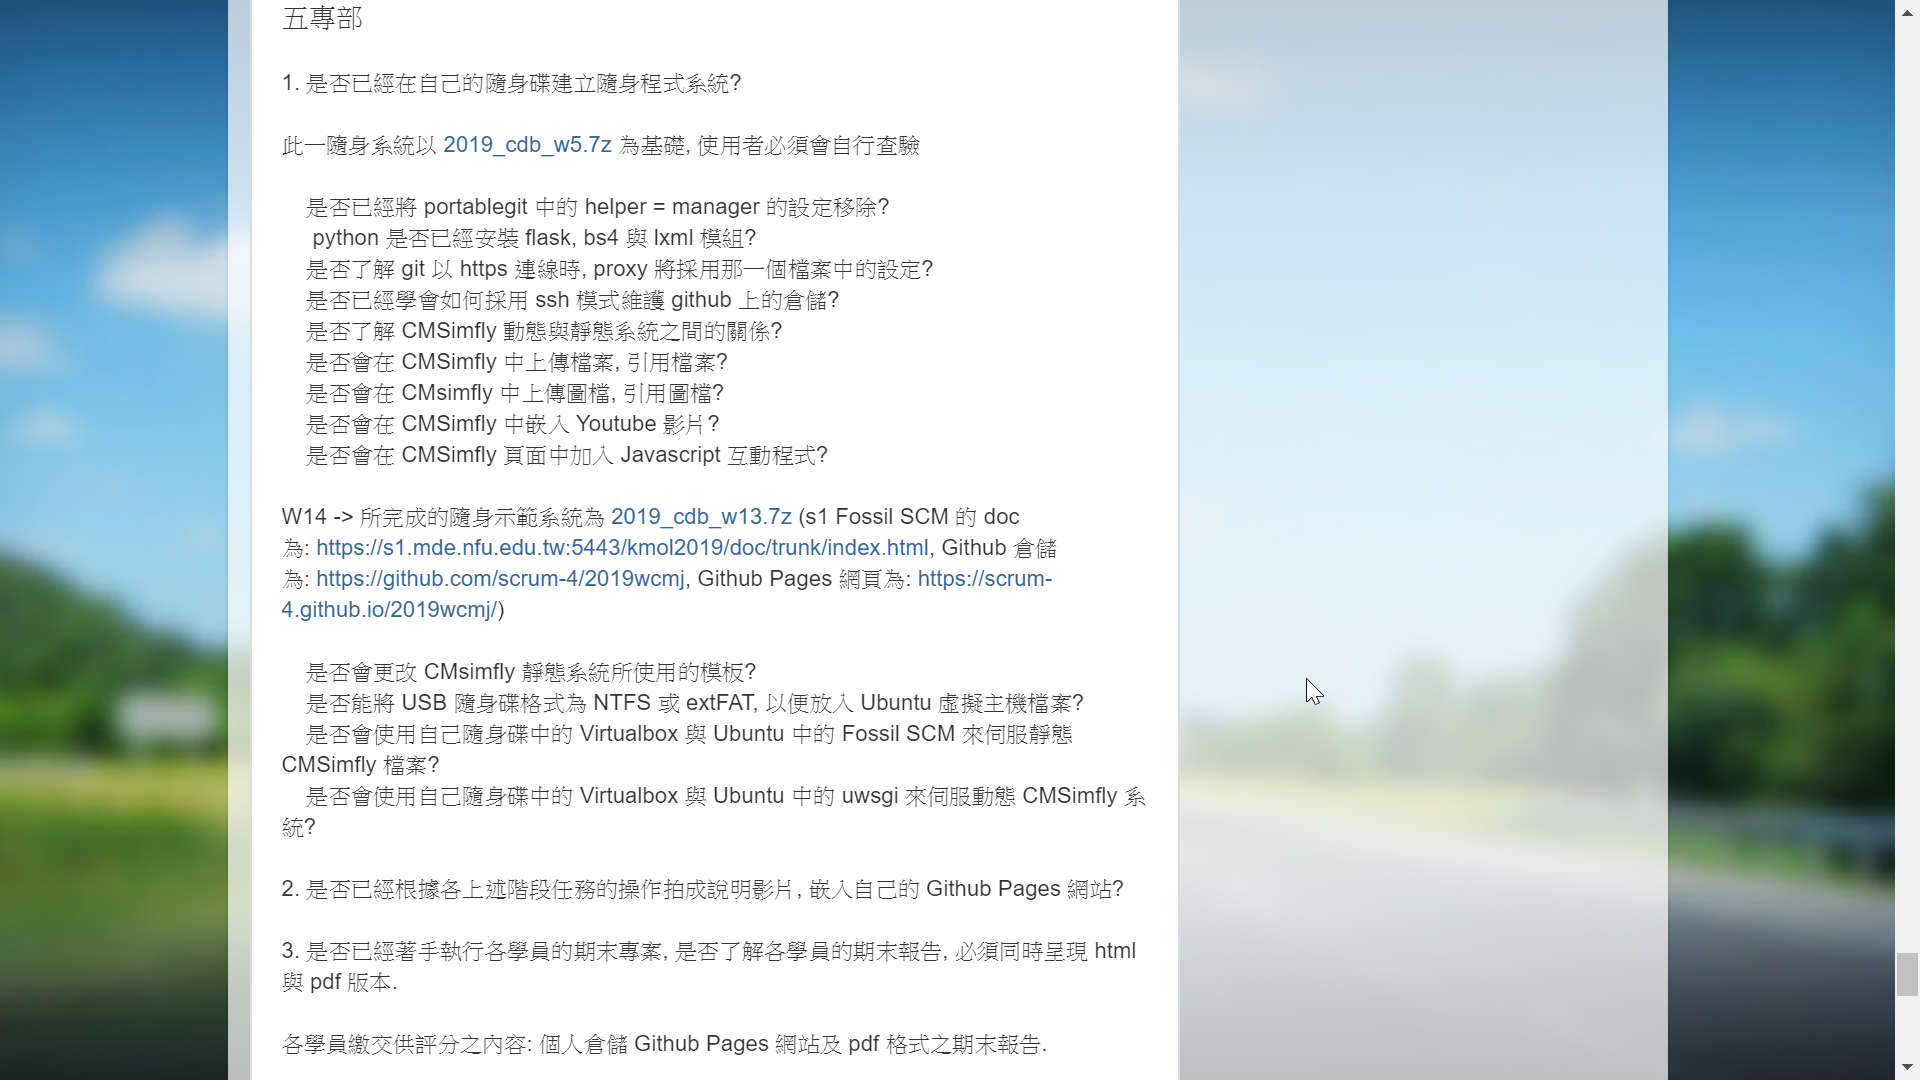 五專部
1. 是否已經在自己的隨身碟建立隨身程式系統?
此一隨身系統以 2019_cdb_w5.7z 為基礎, 使用者必須會自行查驗
是否已經將 portablegit 中的 helper = manager 的設定移除?
python 是否已經安裝 flask, bs4 與 lxml 模組?
是否了解 git 以 https 連線時, proxy 將採用那一個檔案中的設定?
是否已經學會如何採用 ssh 模式維護 github 上的倉儲?
是否了解 CMSimfly 動態與靜態系統之間的關係?
是否會在 CMSimfly 中上傳檔案, 引用檔案?
是否會在 CMsimfly 中上傳圖檔, 引用圖檔?
是否會在 CMSimfly 中嵌入 Youtube 影片?
是否會在 CMSimfly 頁面中加入 Javascript 互動程式?
W14 -> 所完成的隨身示範系統為 2019_cdb_w13.7z (s1 Fossil SCM 的 doc
為: https://s1.mde.nfu.edu.tw:5443/kmol2019/doc/trunk/index.html, Github 倉儲
為: https://github.com/scrum-4/2019wcmj, Github Pages 網頁為: https://scrum-
4.github.io/2019wcmj/)
是否會更改 CMsimfly 靜態系統所使用的模板?
是否能將 USB 隨身碟格式為 NTFS 或 extFAT, 以便放入 Ubuntu 虛擬主機檔案?
是否會使用自己隨身碟中的 Virtualbox 與 Ubuntu 中的 Fossil SCM 來伺服靜態
CMSimfly 檔案?
是否會使用自己隨身碟中的 Virtualbox 與 Ubuntu 中的 uwsgi 來伺服動態 CMSimfly 系
統?
2. 是否已經根據各上述階段任務的操作拍成說明影片, 嵌入自己的 Github Pages 網站?
3. 是否已經著手執行各學員的期末專案, 是否了解各學員的期末報告, 必須同時呈現 html
與 pdf 版本.
各學員繳交供評分之內容: 個人倉儲 Github Pages 網站及 pdf 格式之期末報告.